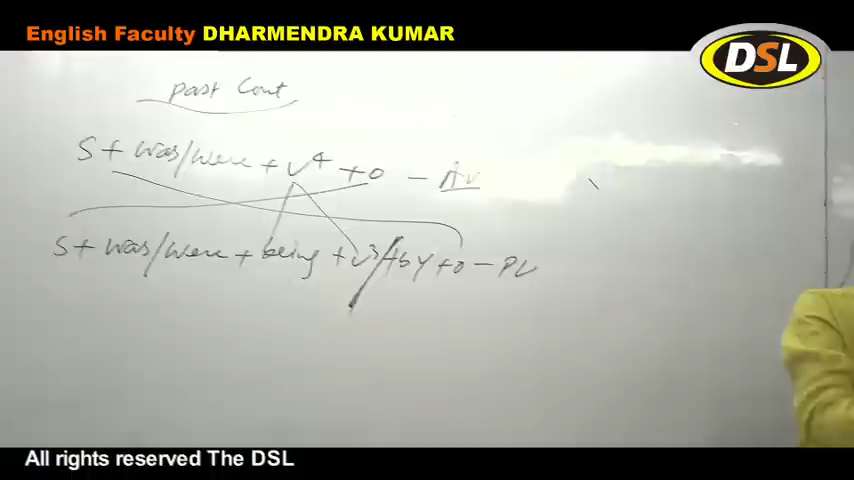 English Faculty DHARMENDRA KUMAR
DSL
past Cont
S + was/were + v⁴ + o - AV
S + was/were + being + v³ / + by + o - PV
All rights reserved The DSL